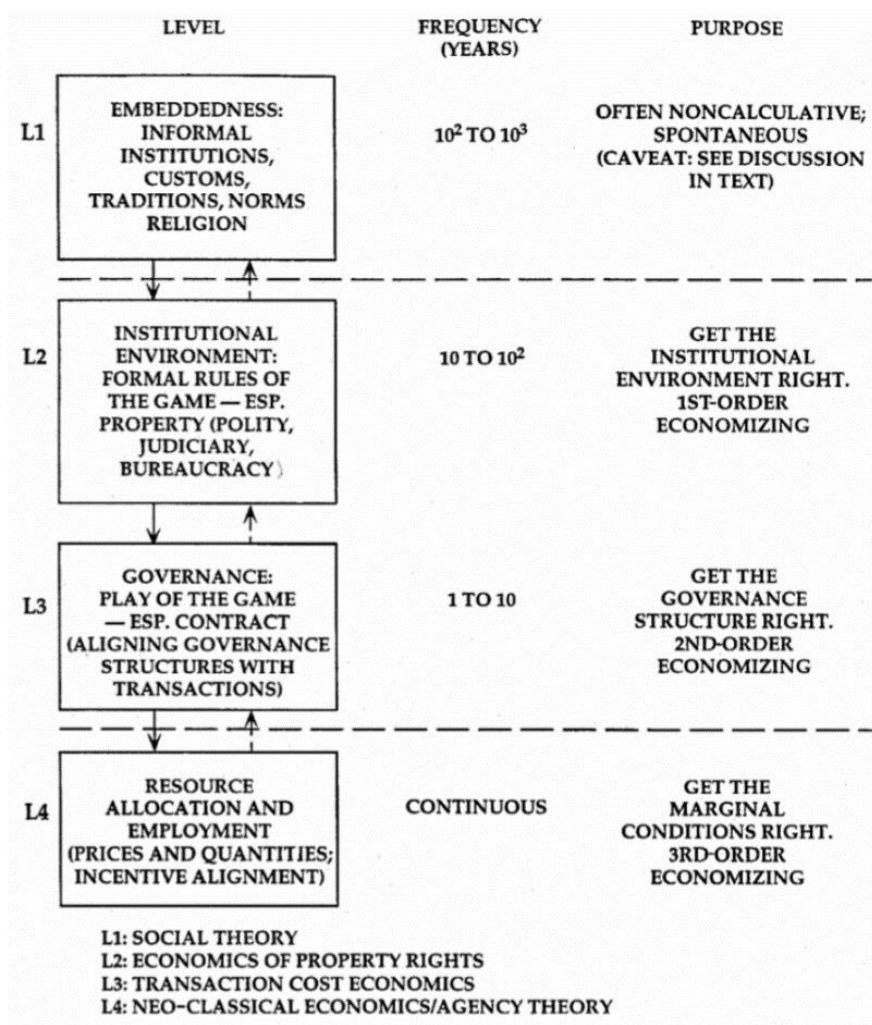 LEVEL
FREQUENCY
(YEARS)
PURPOSE
L1
EMBEDDEDNESS:
INFORMAL
INSTITUTIONS,
CUSTOMS,
TRADITIONS, NORMS
RELIGION
10² TO 10³
OFTEN NONCALCULATIVE;
SPONTANEOUS
(CAVEAT: SEE DISCUSSION
IN TEXT)
L2
INSTITUTIONAL
ENVIRONMENT:
FORMAL RULES OF
THE GAME — ESP.
PROPERTY (POLITY,
JUDICIARY,
BUREAUCRACY)
10 TO 10²
GET THE
INSTITUTIONAL
ENVIRONMENT RIGHT.
1ST-ORDER
ECONOMIZING
L3
GOVERNANCE:
PLAY OF THE GAME
— ESP. CONTRACT
(ALIGNING GOVERNANCE
STRUCTURES WITH
TRANSACTIONS)
1 TO 10
GET THE
GOVERNANCE
STRUCTURE RIGHT.
2ND-ORDER
ECONOMIZING
L4
RESOURCE
ALLOCATION AND
EMPLOYMENT
(PRICES AND QUANTITIES;
INCENTIVE ALIGNMENT)
CONTINUOUS
GET THE
MARGINAL
CONDITIONS RIGHT.
3RD-ORDER
ECONOMIZING
L1: SOCIAL THEORY
L2: ECONOMICS OF PROPERTY RIGHTS
L3: TRANSACTION COST ECONOMICS
L4: NEO-CLASSICAL ECONOMICS/AGENCY THEORY